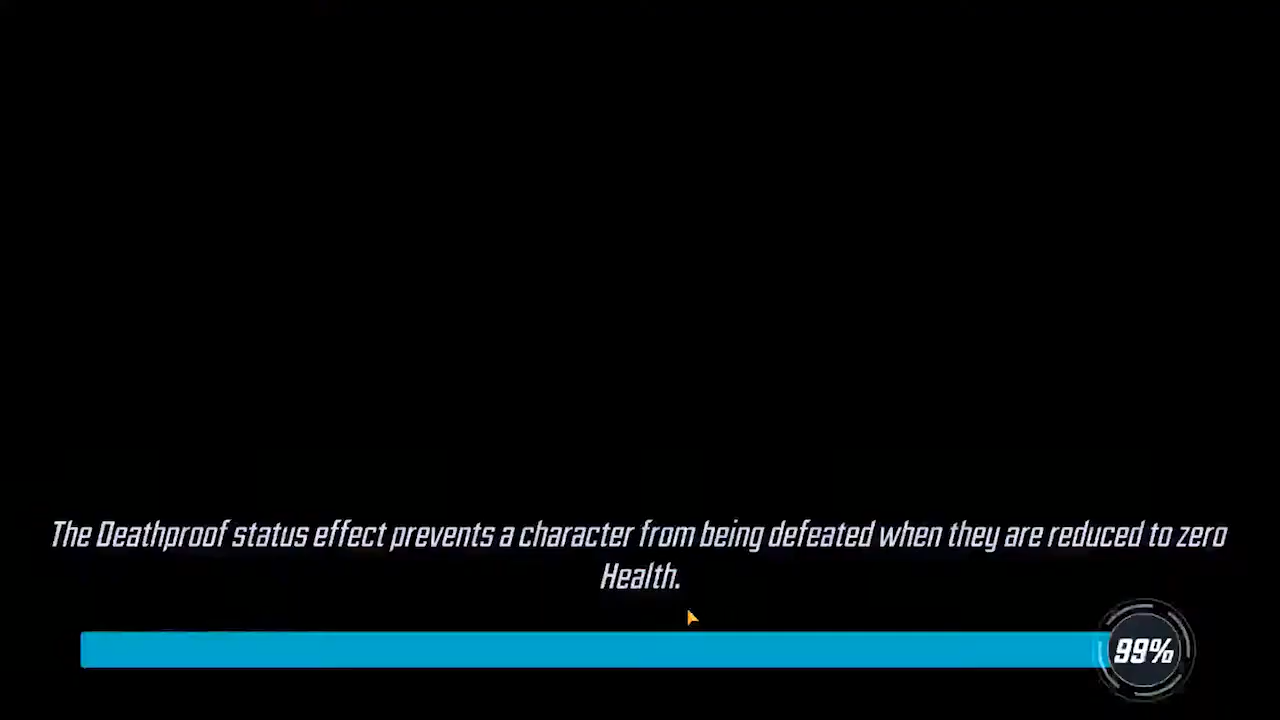 The Deathproof status effect prevents a character from being defeated when they are reduced to zero
Health.
99%